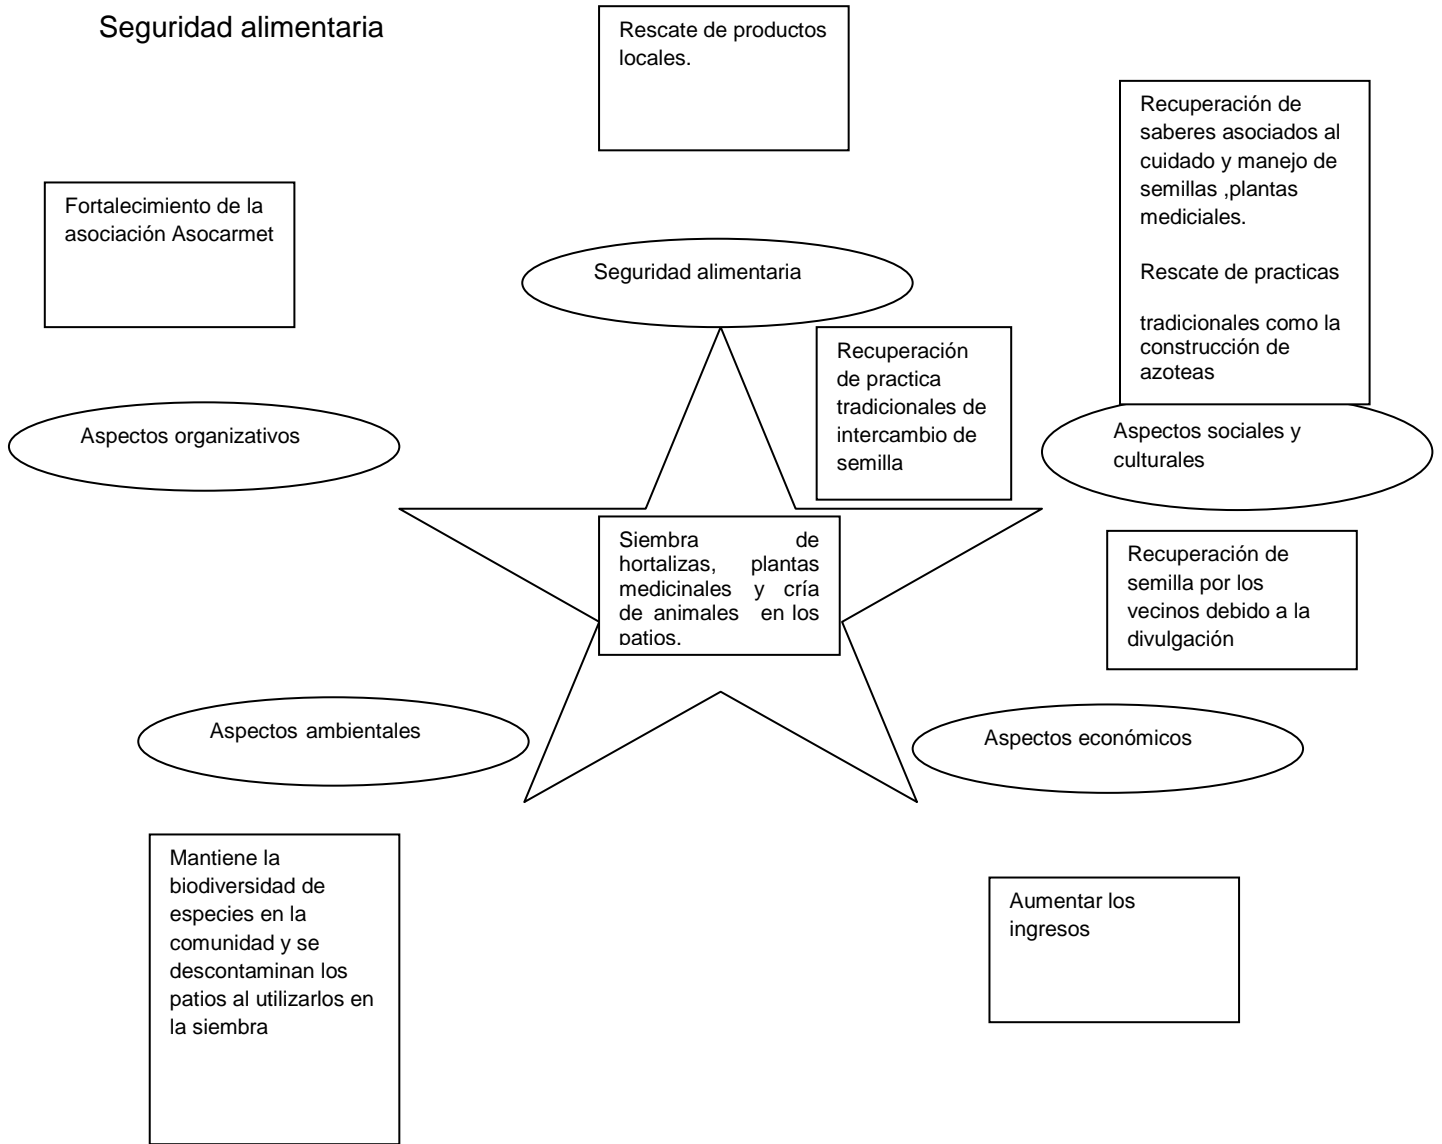 Seguridad alimentaria
Rescate de productos
locales.
Recuperación de
saberes asociados al
cuidado y manejo de
semillas ,plantas
mediciales.
Rescate de practicas
tradicionales como la
construcción de
azoteas
Fortalecimiento de la
asociación Asocarmet
Seguridad alimentaria
Recuperación
de practica
tradicionales de
intercambio de
semilla
Aspectos organizativos
Aspectos sociales y
culturales
Siembra de
hortalizas, plantas
medicinales y cría
de animales en los
patios.
Recuperación de
semilla por los
vecinos debido a la
divulgación
Aspectos ambientales
Aspectos económicos
Mantiene la
biodiversidad de
especies en la
comunidad y se
descontaminan los
patios al utilizarlos en
la siembra
Aumentar los
ingresos